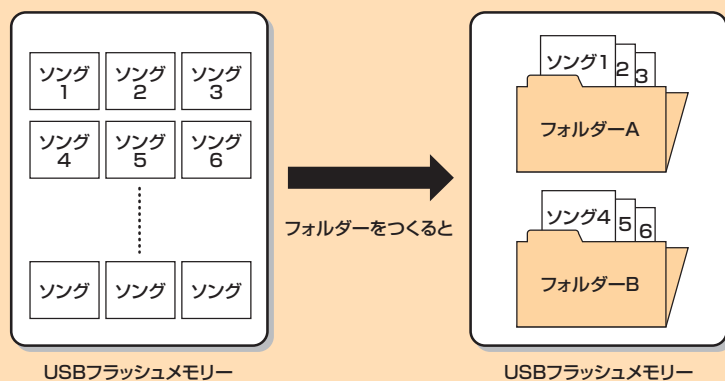 ソング
1
ソング
2
ソング
3
ソング
4
ソング
5
ソング
6
ソング
ソング
ソング
USBフラッシュメモリー
フォルダーをつくると
ソング1
2
3
フォルダーA
ソング4
5
6
フォルダーB
USBフラッシュメモリー